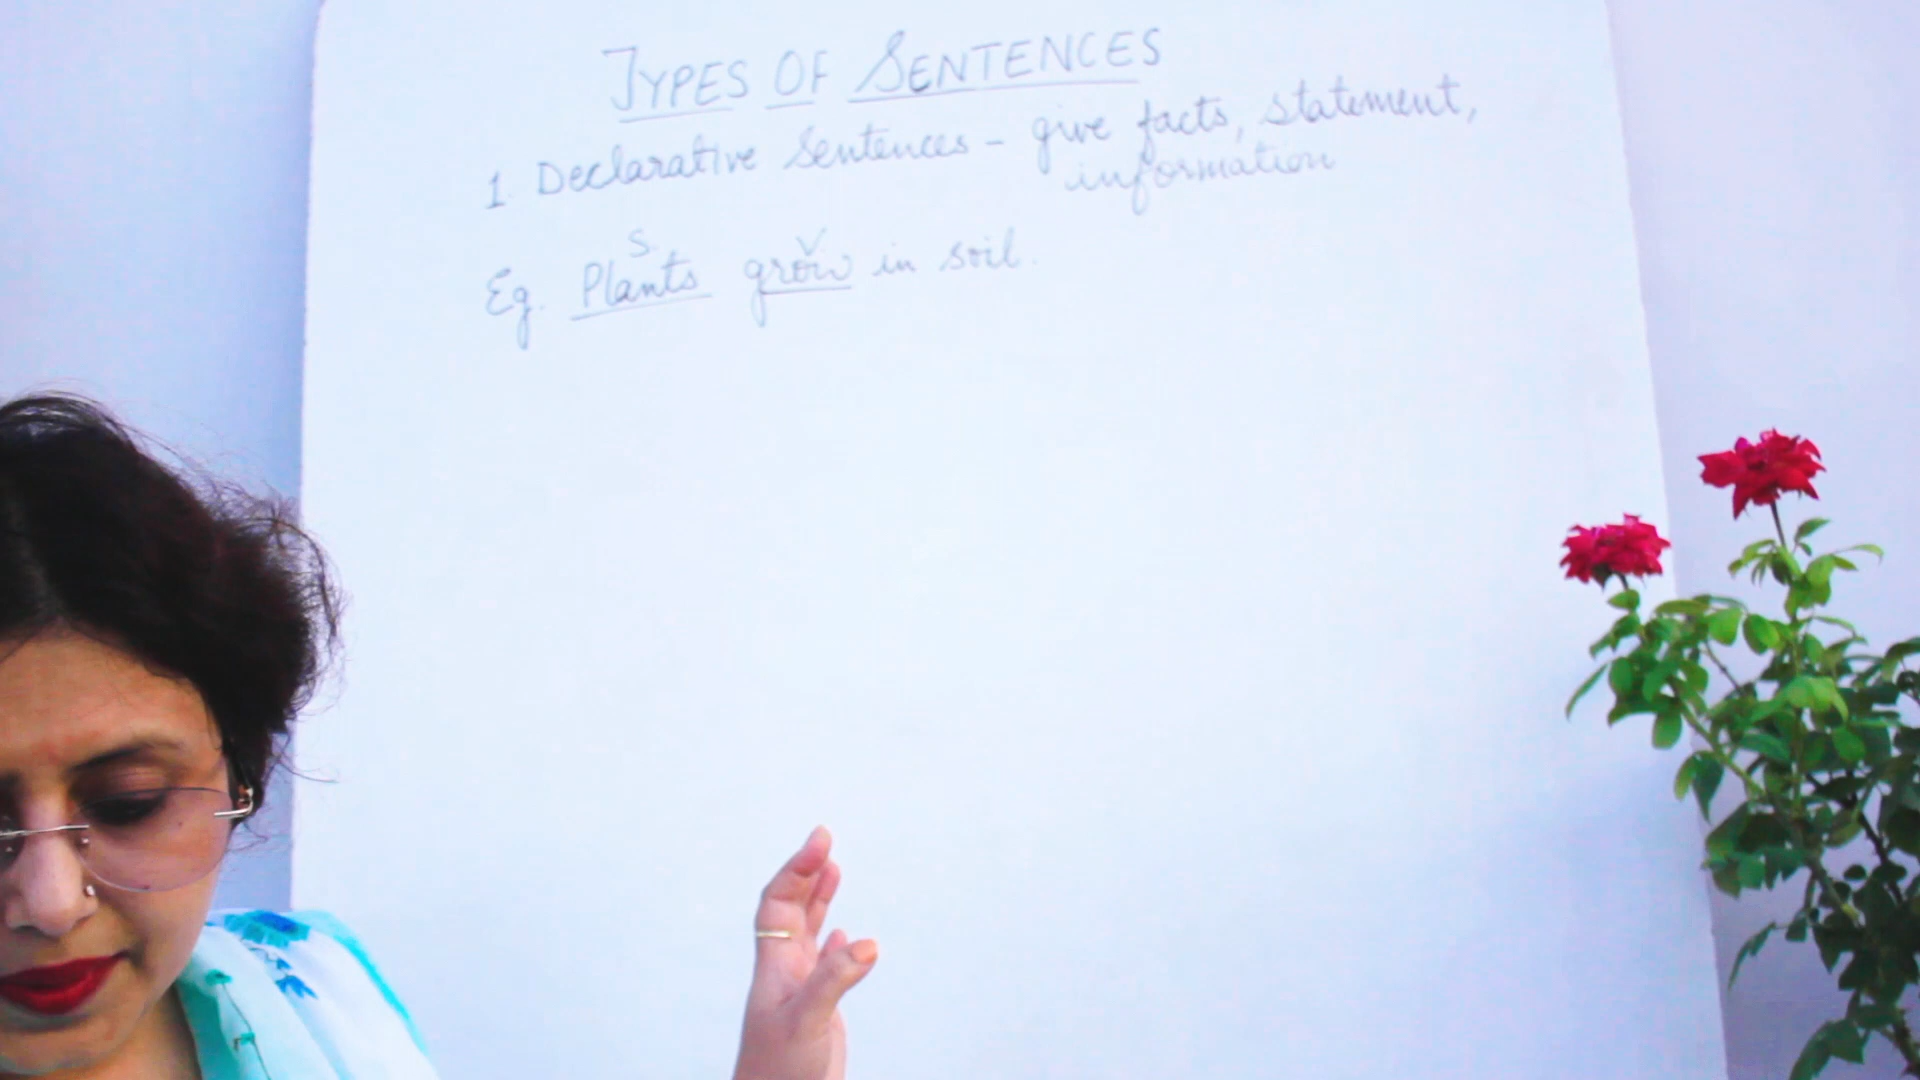 TYPES OF SENTENCES
1. Declarative Sentences - give facts, statement,
information
S. V
Eg. Plants grow in soil.